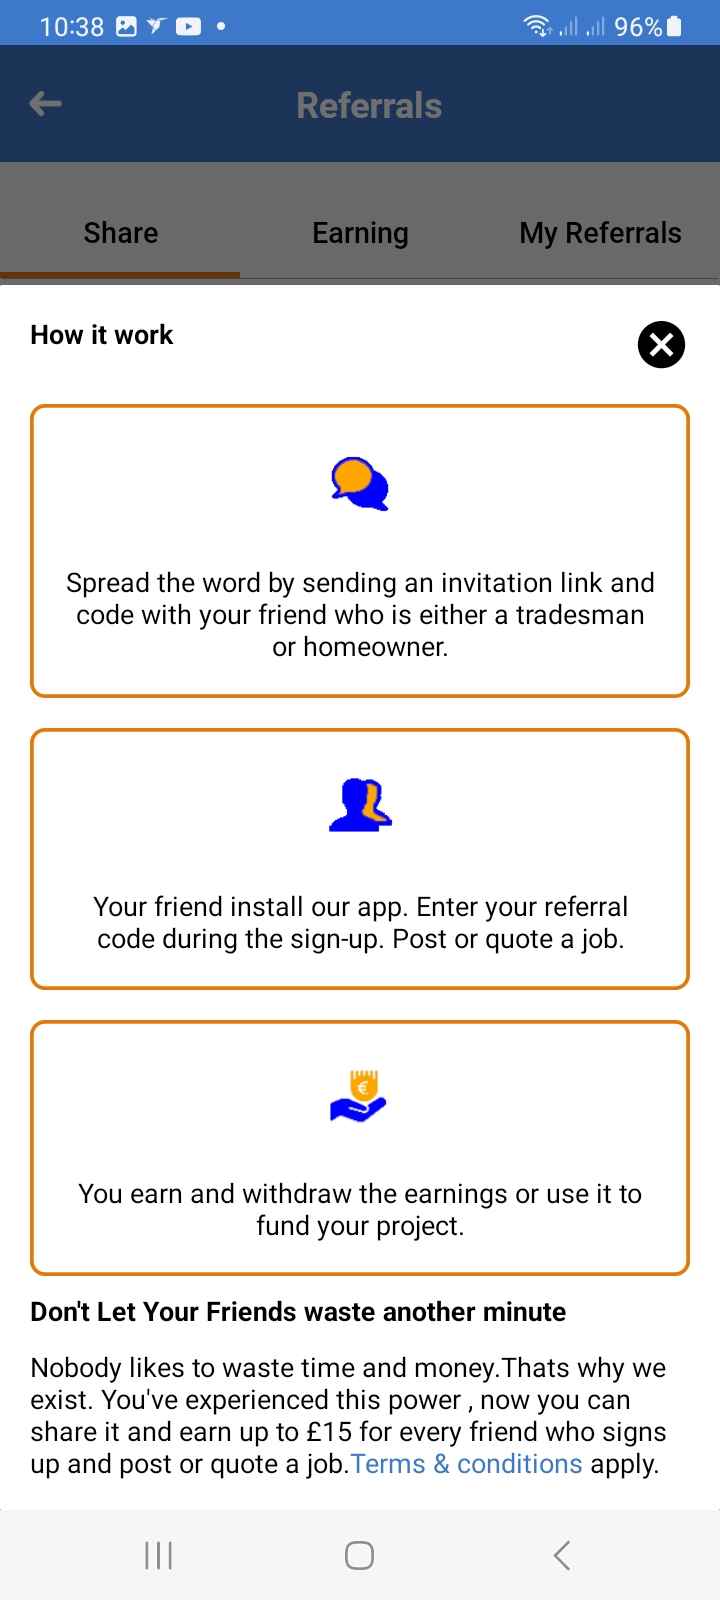 10:38
96%
Referrals
Share Earning My Referrals
How it work
Spread the word by sending an invitation link and
code with your friend who is either a tradesman
or homeowner.
Your friend install our app. Enter your referral
code during the sign-up. Post or quote a job.
€
You earn and withdraw the earnings or use it to
fund your project.
Don't Let Your Friends waste another minute
Nobody likes to waste time and money.Thats why we
exist. You've experienced this power , now you can
share it and earn up to £15 for every friend who signs
up and post or quote a job.Terms & conditions apply.